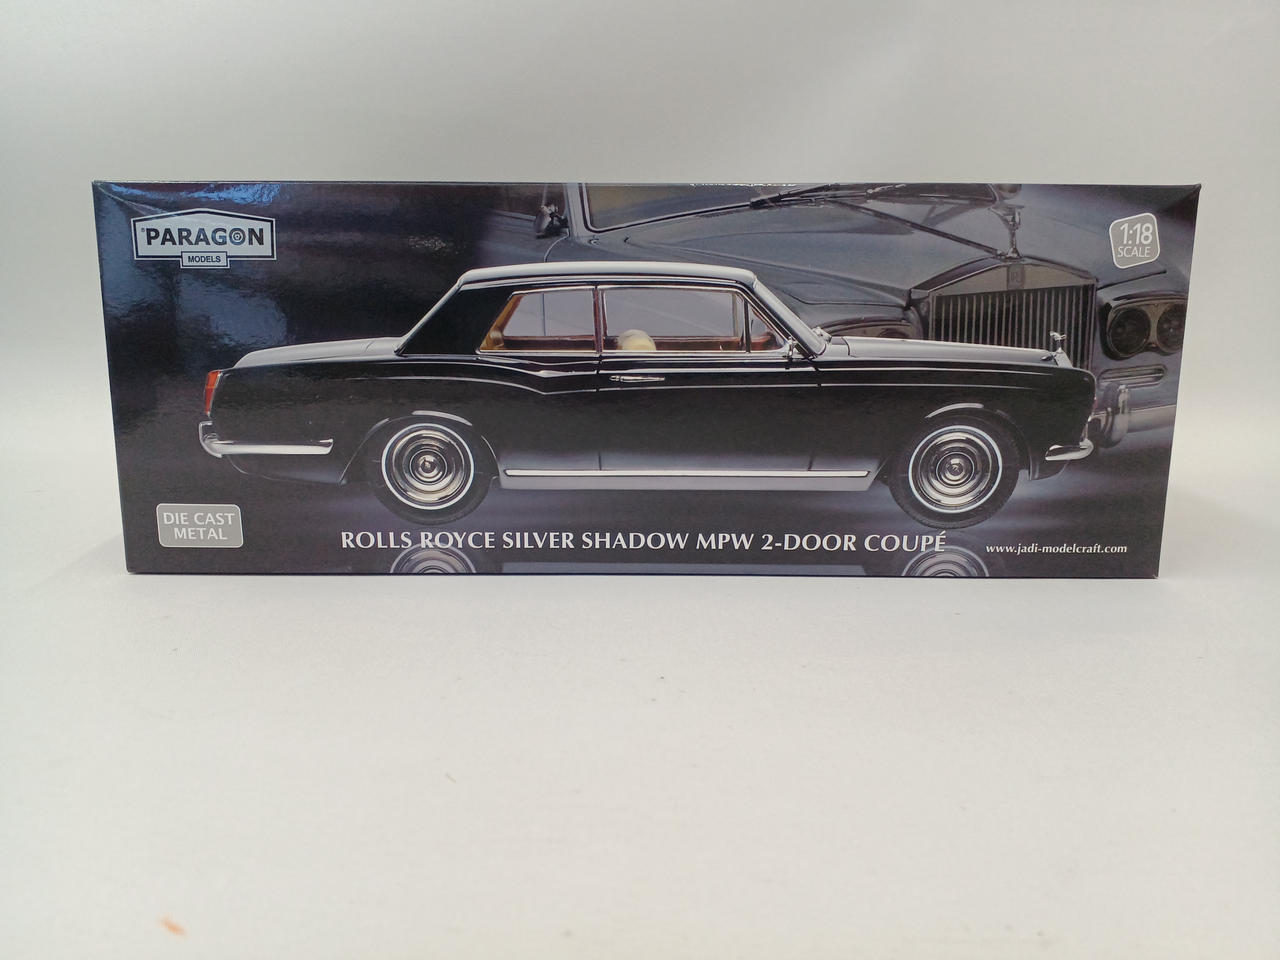 PARAGON
MODELS
1:18
SCALE
DIE CAST
METAL
ROLLS ROYCE SILVER SHADOW MPW 2-DOOR COUPÉ
www.jadi-modelcraft.com